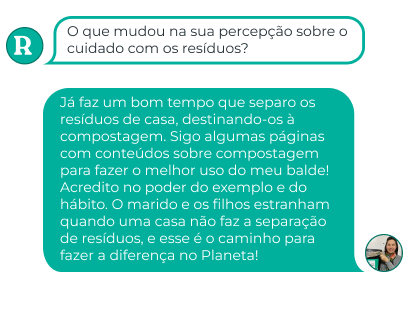 R
O que mudou na sua percepção sobre o
cuidado com os resíduos?
Já faz um bom tempo que separo os
resíduos de casa, destinando-os à
compostagem. Sigo algumas páginas
com conteúdos sobre compostagem
para fazer o melhor uso do meu balde!
Acredito no poder do exemplo e do
hábito. O marido e os filhos estranham
quando uma casa não faz a separação
de resíduos, e esse é o caminho para
fazer a diferença no Planeta!